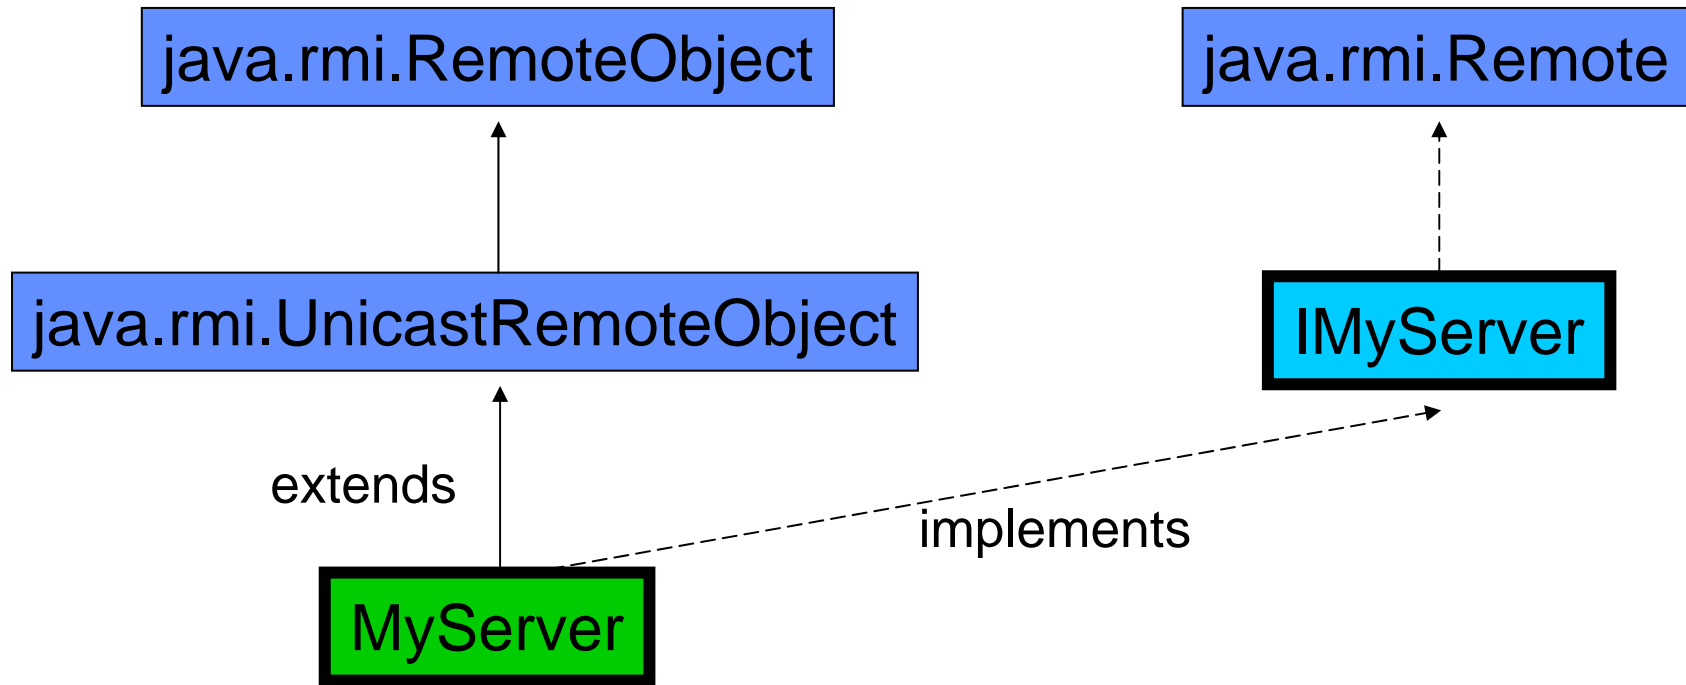 java.rmi.RemoteObject
java.rmi.Remote
java.rmi.UnicastRemoteObject
IMyServer
extends
implements
MyServer